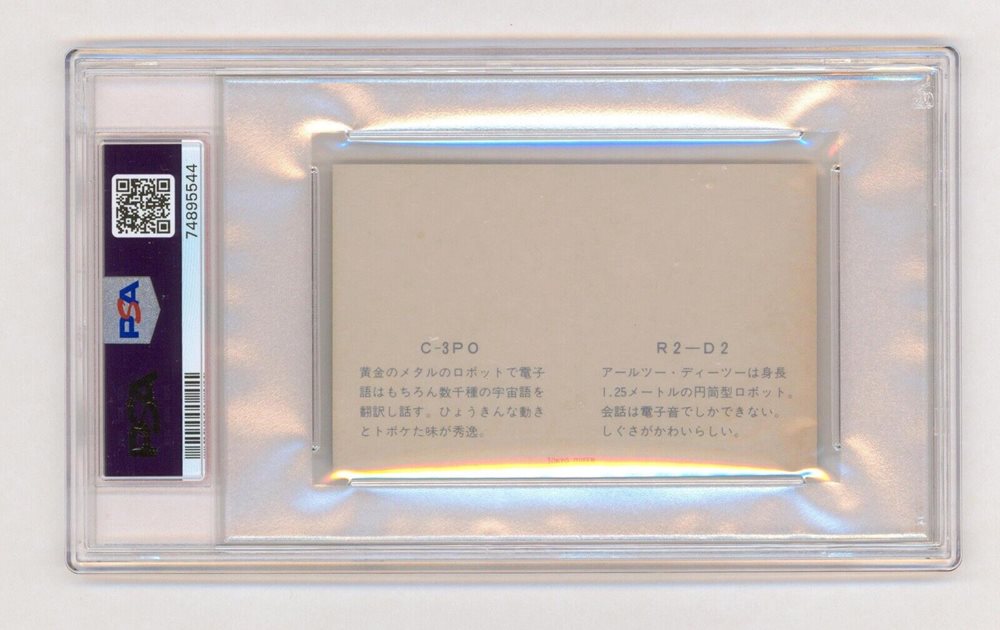 74895544
PSA
PSA
C-3PO
黄金のメタルのロボットで電子
語はもちろん数千種の宇宙語を
翻訳し話す。ひょうきんな動き
とトボケた味が秀逸。
R2—D2
アールツー・ディーツーは身長
1.25メートルの円筒型ロボット。
会話は電子音でしかできない。
しぐさがかわいらしい。